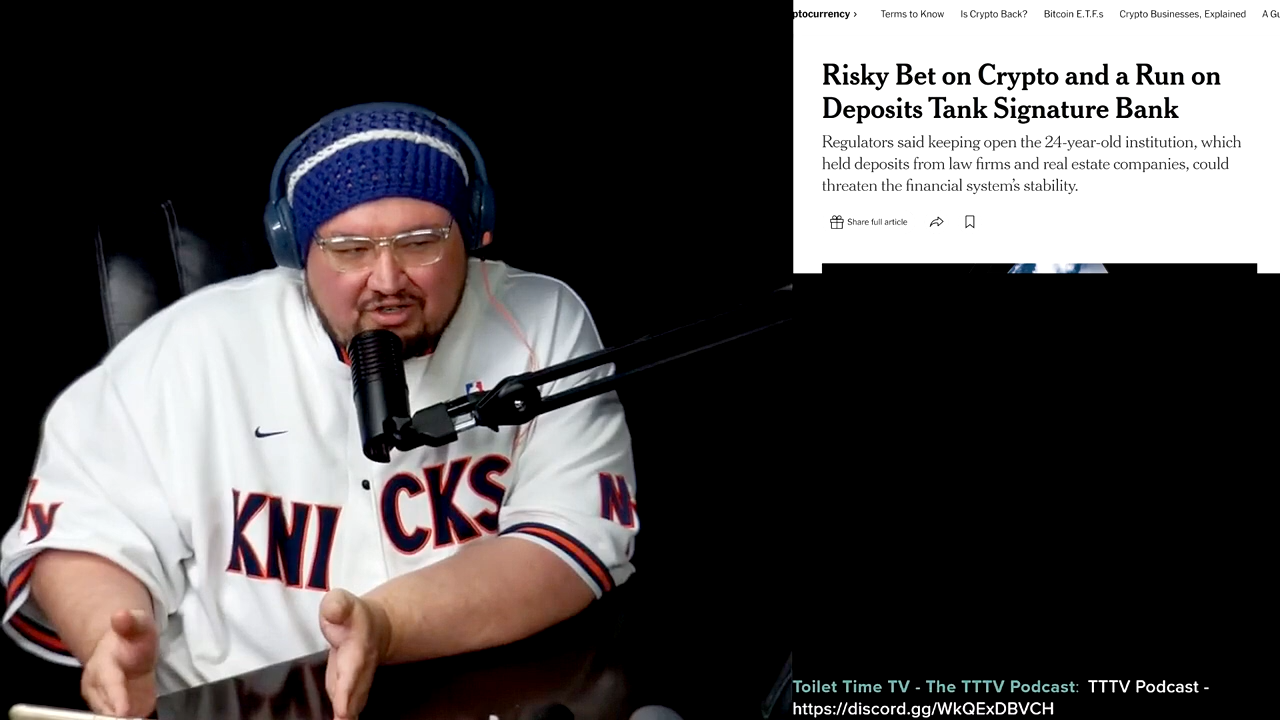 ptocurrency › Terms to Know Is Crypto Back? Bitcoin E.T.F.s Crypto Businesses, Explained A Gu
Risky Bet on Crypto and a Run on
Deposits Tank Signature Bank
Regulators said keeping open the 24-year-old institution, which
held deposits from law firms and real estate companies, could
threaten the financial system's stability.
Share full article
KNICKS
Ny
N
Toilet Time TV - The TTTV Podcast: TTTV Podcast -
https://discord.gg/WkQExDBVCH